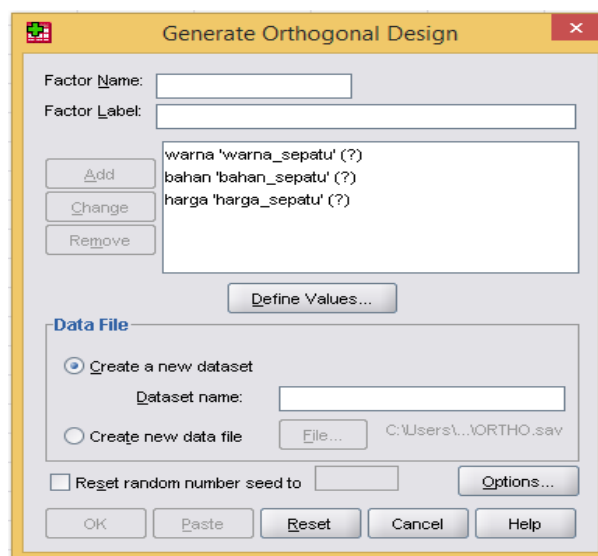 Generate Orthogonal Design
Factor Name:
Factor Label:
warna 'warna_sepatu' (?)
bahan 'bahan_sepatu' (?)
harga 'harga_sepatu' (?)
Add
Change
Remove
Define Values...
Data File
Create a new dataset
Dataset name:
Create new data file File... C:\Users\...\ORTHO.sav
Reset random number seed to Options...
OK Paste Reset Cancel Help